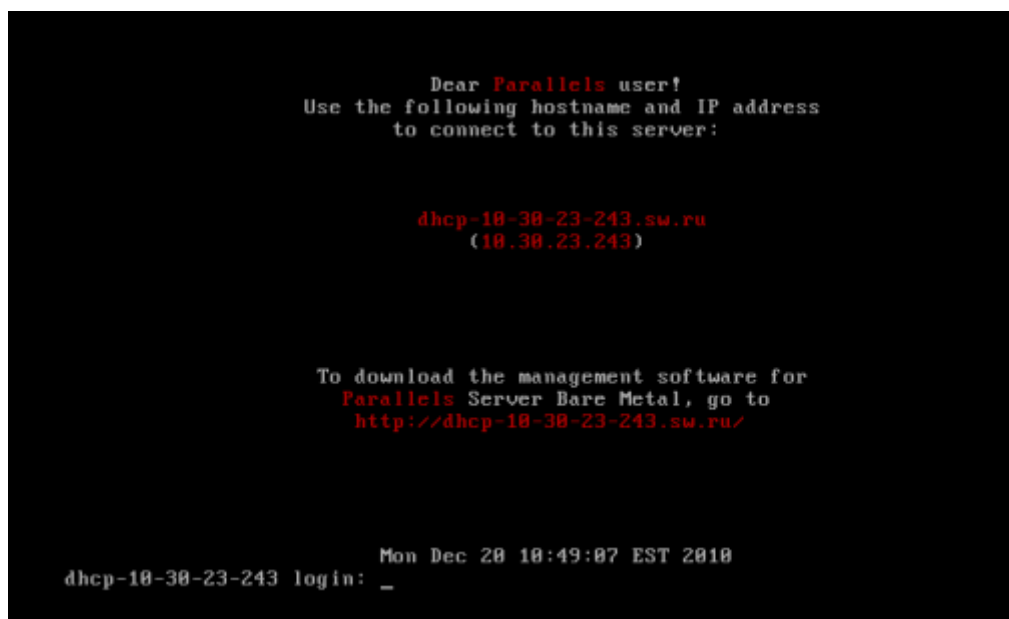 Dear Parallels user!
Use the following hostname and IP address
to connect to this server:
dhcp-10-30-23-243.sw.ru
(10.30.23.243)
To download the management software for
Parallels Server Bare Metal, go to
http://dhcp-10-30-23-243.sw.ru/
Mon Dec 20 10:49:07 EST 2010
dhcp-10-30-23-243 login: _